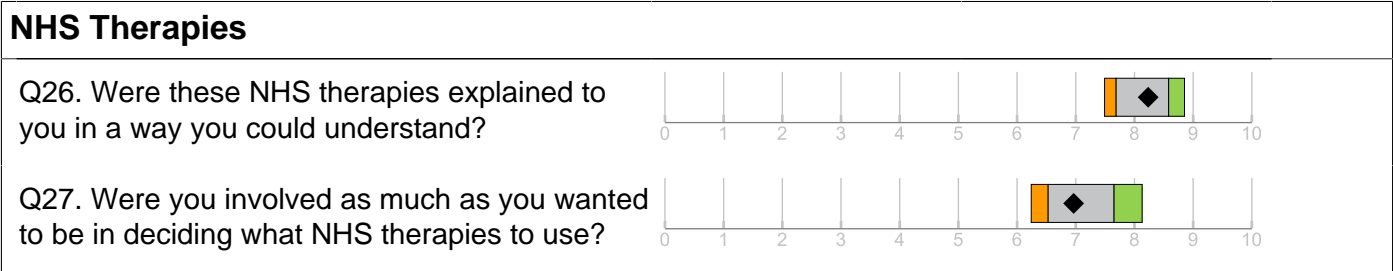 NHS Therapies
Q26. Were these NHS therapies explained to
you in a way you could understand?
0 1 2 3 4 5 6 7 8 9 10
Q27. Were you involved as much as you wanted
to be in deciding what NHS therapies to use?
0 1 2 3 4 5 6 7 8 9 10